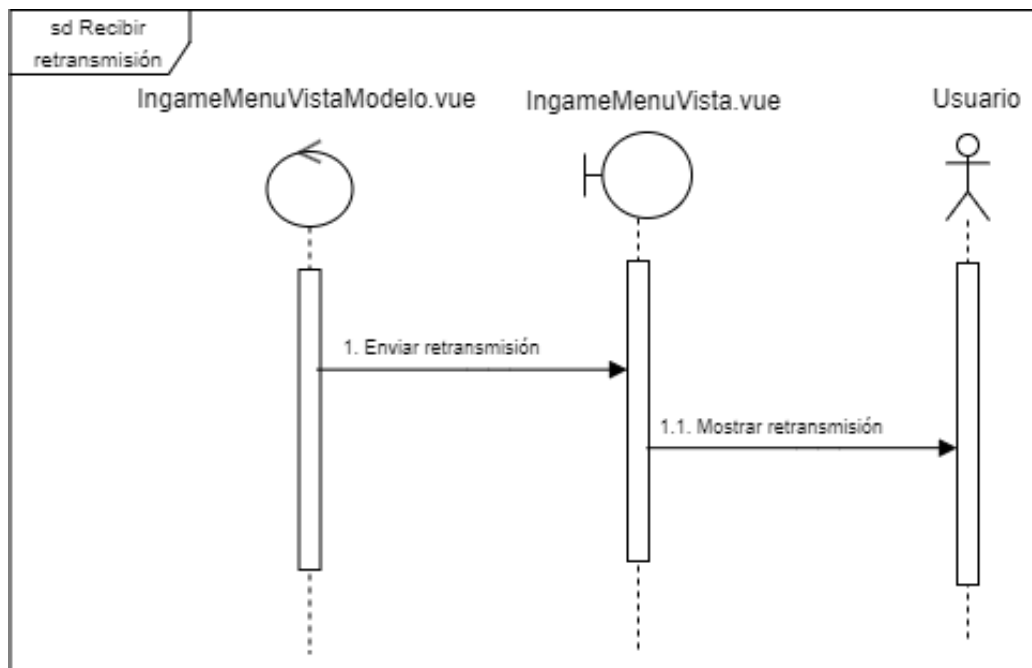 sd Recibir
retransmisión
IngameMenuVistaModelo.vue
IngameMenuVista.vue
Usuario
1. Enviar retransmisión
1.1. Mostrar retransmisión